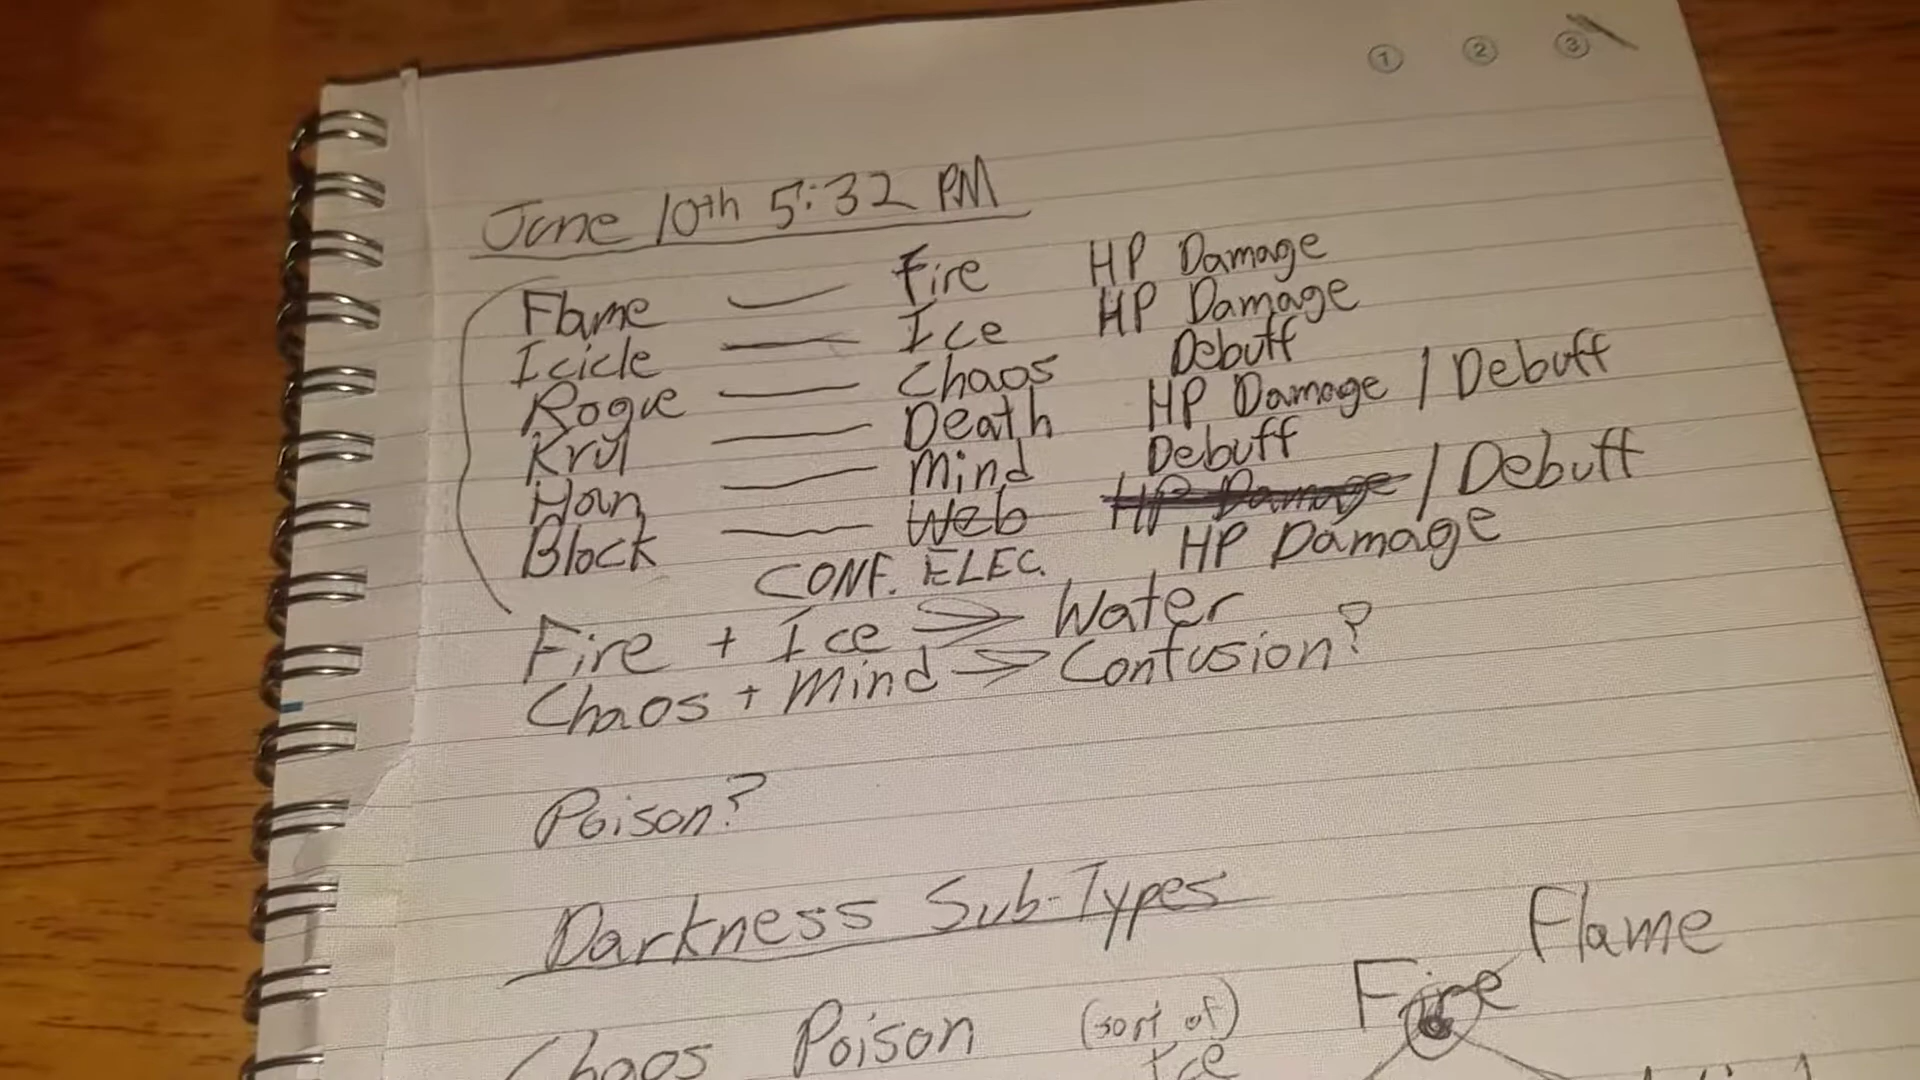 ① ② ③
June 10th 5:32 PM
Flame — Fire HP Damage
Icicle — Ice HP Damage
Rogue — Chaos Debuff
Krul — Death HP Damage / Debuff
— Mind Debuff
Block — Web HP Damage / Debuff
CONF. ELEC. HP Damage
Fire + Ice → Water
Chaos + Mind → Confusion?
Poison?
Darkness Sub-Types
Flame
Fire
Chaos Poison (sort of)
Ice